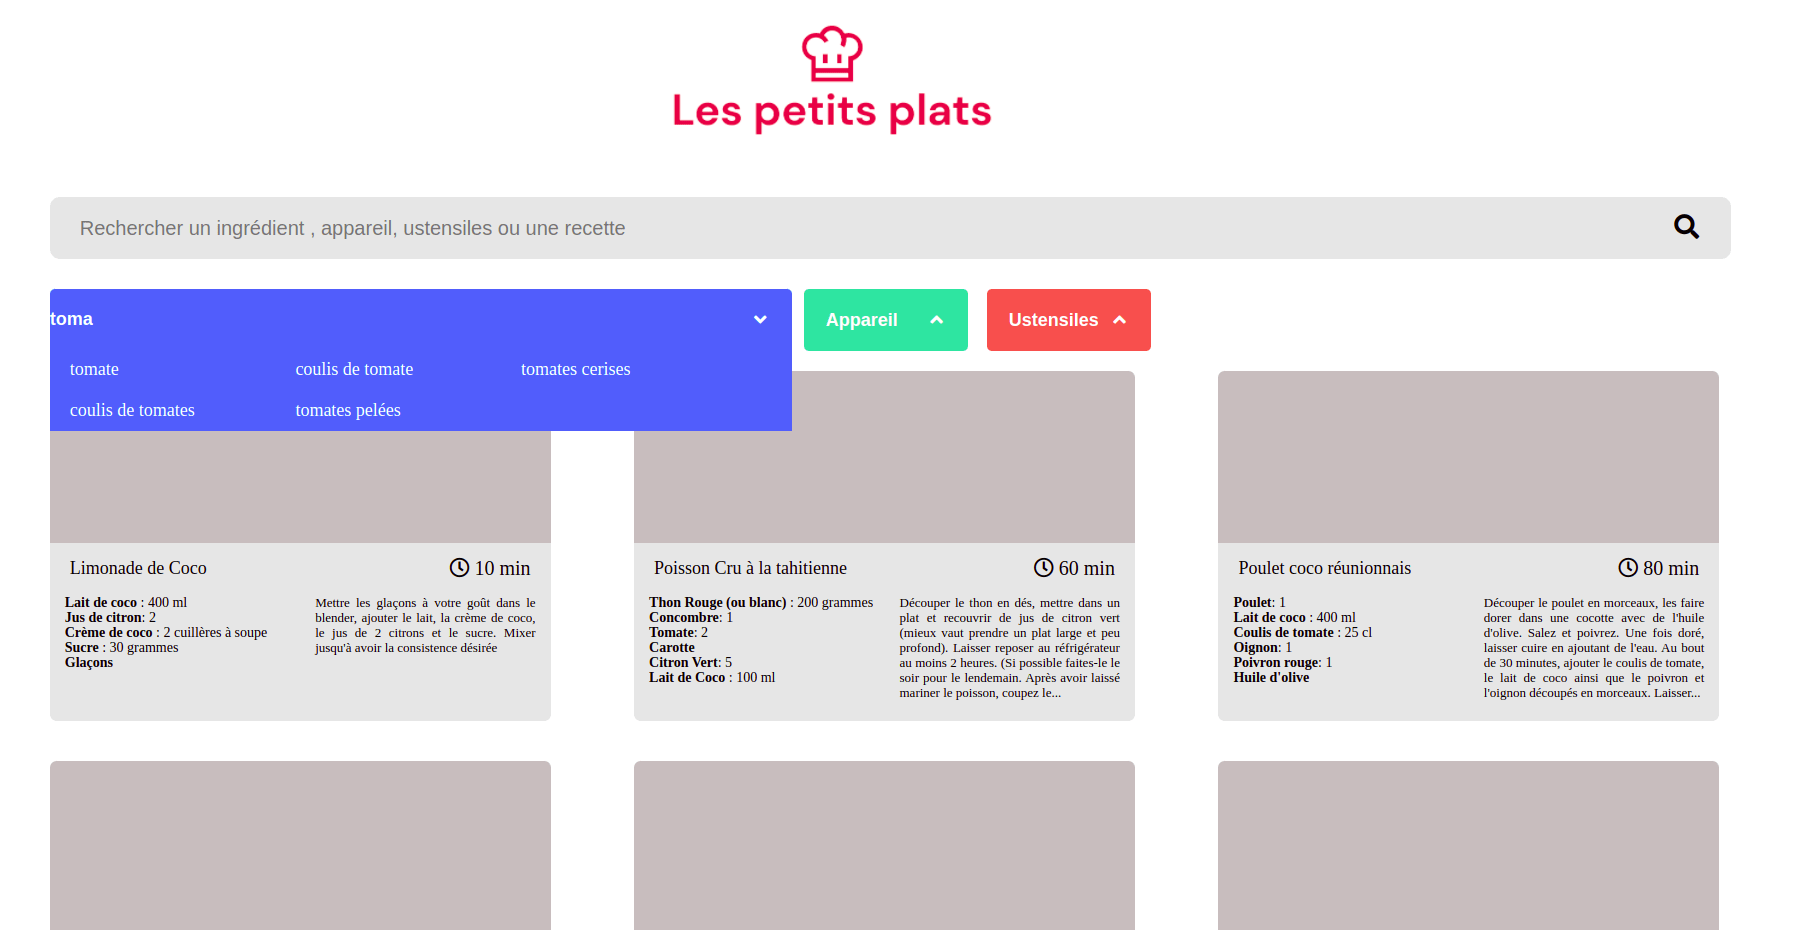 Les petits plats
Rechercher un ingrédient , appareil, ustensiles ou une recette
toma
Appareil
Ustensiles
tomate
coulis de tomate
tomates cerises
coulis de tomates
tomates pelées
Limonade de Coco
10 min
Lait de coco : 400 ml
Jus de citron: 2
Crème de coco : 2 cuillères à soupe
Sucre : 30 grammes
Glaçons
Mettre les glaçons à votre goût dans le
blender, ajouter le lait, la crème de coco,
le jus de 2 citrons et le sucre. Mixer
jusqu'à avoir la consistence désirée
Poisson Cru à la tahitienne
60 min
Thon Rouge (ou blanc) : 200 grammes
Concombre: 1
Tomate: 2
Carotte
Citron Vert: 5
Lait de Coco : 100 ml
Découper le thon en dés, mettre dans un
plat et recouvrir de jus de citron vert
(mieux vaut prendre un plat large et peu
profond). Laisser reposer au réfrigérateur
au moins 2 heures. (Si possible faites-le le
soir pour le lendemain. Après avoir laissé
mariner le poisson, coupez le...
Poulet coco réunionnais
80 min
Poulet: 1
Lait de coco : 400 ml
Coulis de tomate : 25 cl
Oignon: 1
Poivron rouge: 1
Huile d'olive
Découper le poulet en morceaux, les faire
dorer dans une cocotte avec de l'huile
d'olive. Salez et poivrez. Une fois doré,
laisser cuire en ajoutant de l'eau. Au bout
de 30 minutes, ajouter le coulis de tomate,
le lait de coco ainsi que le poivron et
l'oignon découpés en morceaux. Laisser...